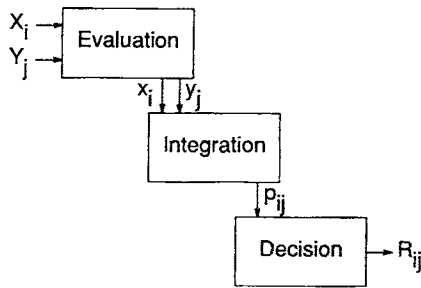 X_i
Evaluation
Y_j
x_i y_j
Integration
p_ij
Decision
R_ij